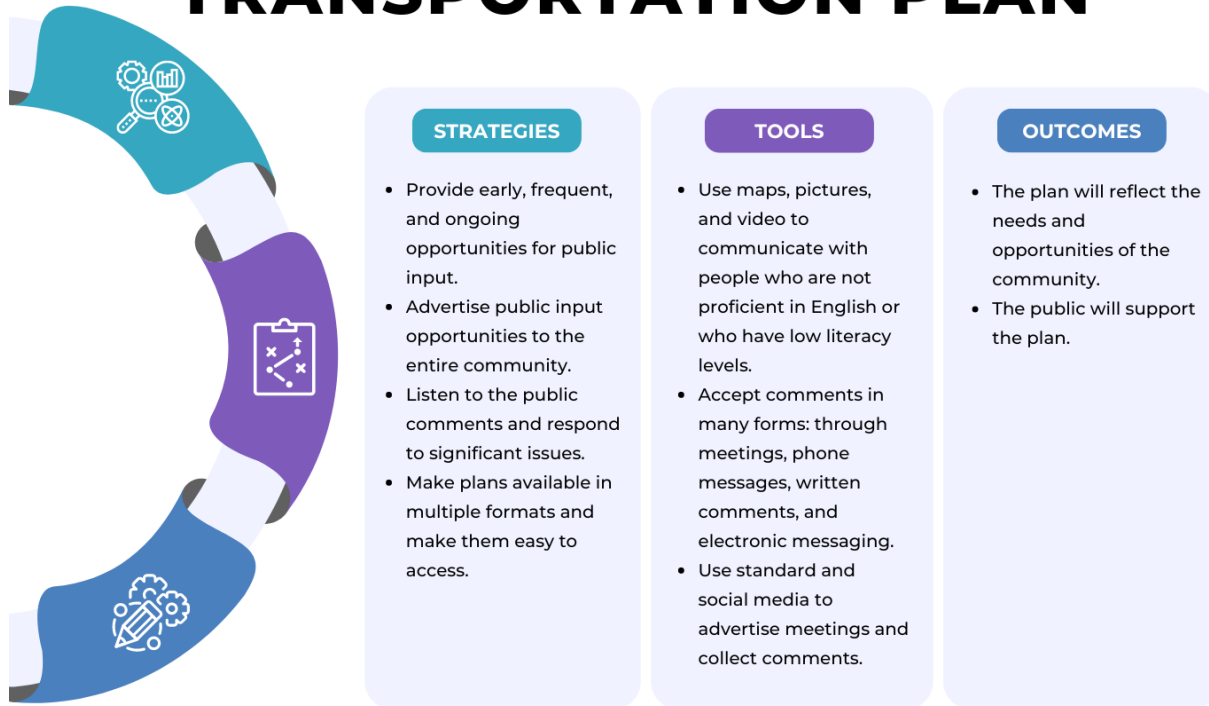 TRANSPORTATION PLAN
STRATEGIES
• Provide early, frequent,
and ongoing
opportunities for public
input.
• Advertise public input
opportunities to the
entire community.
• Listen to the public
comments and respond
to significant issues.
• Make plans available in
multiple formats and
make them easy to
access.
TOOLS
• Use maps, pictures,
and video to
communicate with
people who are not
proficient in English or
who have low literacy
levels.
• Accept comments in
many forms: through
meetings, phone
messages, written
comments, and
electronic messaging.
• Use standard and
social media to
advertise meetings and
collect comments.
OUTCOMES
• The plan will reflect the
needs and
opportunities of the
community.
• The public will support
the plan.